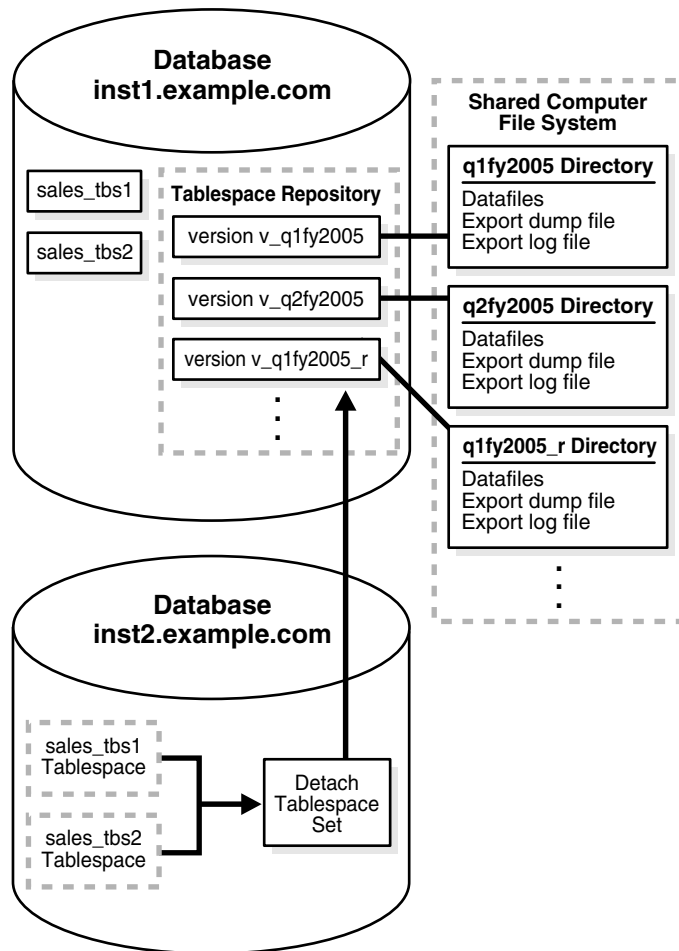 Database
inst1.example.com
sales_tbs1
sales_tbs2
Tablespace Repository
version v_q1fy2005
version v_q2fy2005
version v_q1fy2005_r
Shared Computer
File System
q1fy2005 Directory
Datafiles
Export dump file
Export log file
q2fy2005 Directory
Datafiles
Export dump file
Export log file
q1fy2005_r Directory
Datafiles
Export dump file
Export log file
Database
inst2.example.com
sales_tbs1
Tablespace
sales_tbs2
Tablespace
Detach
Tablespace
Set